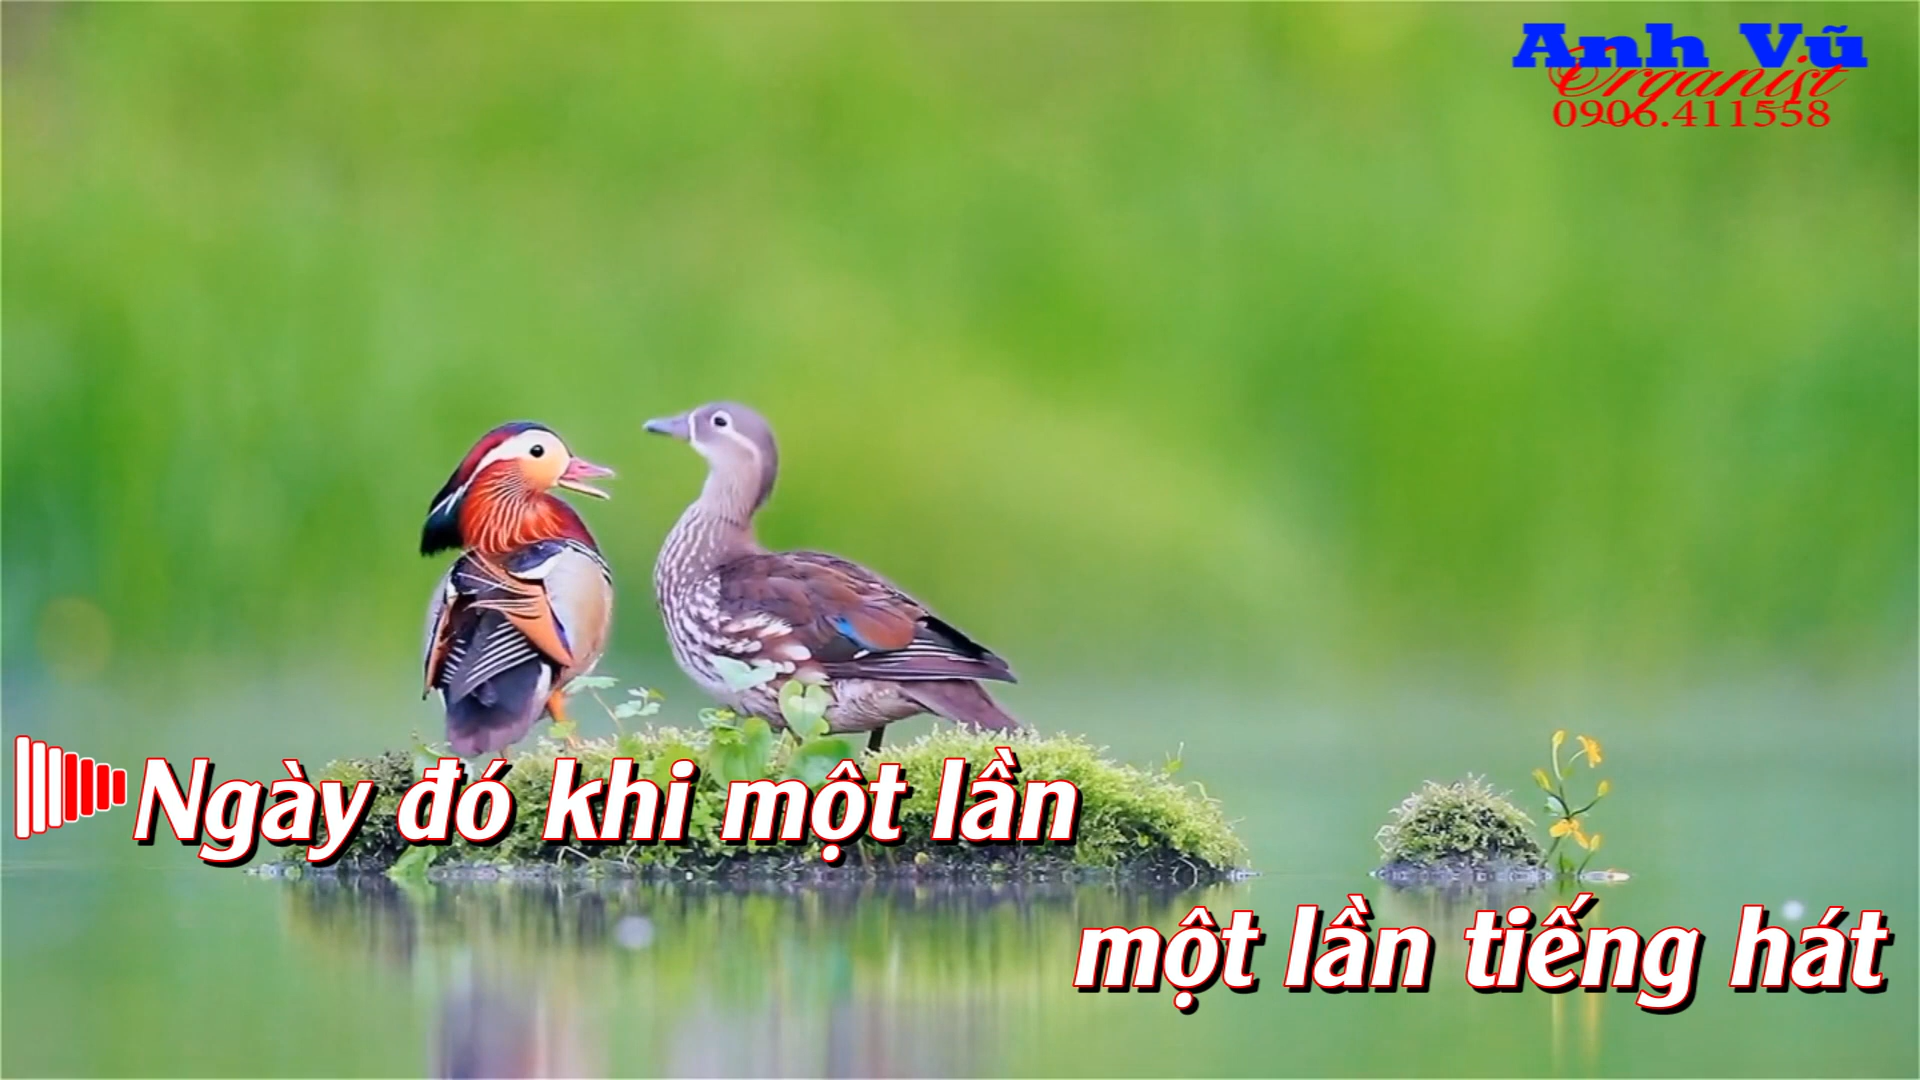 Anh Vũ
Organist
0906.411558
Ngày đó khi một lần
một lần tiếng hát